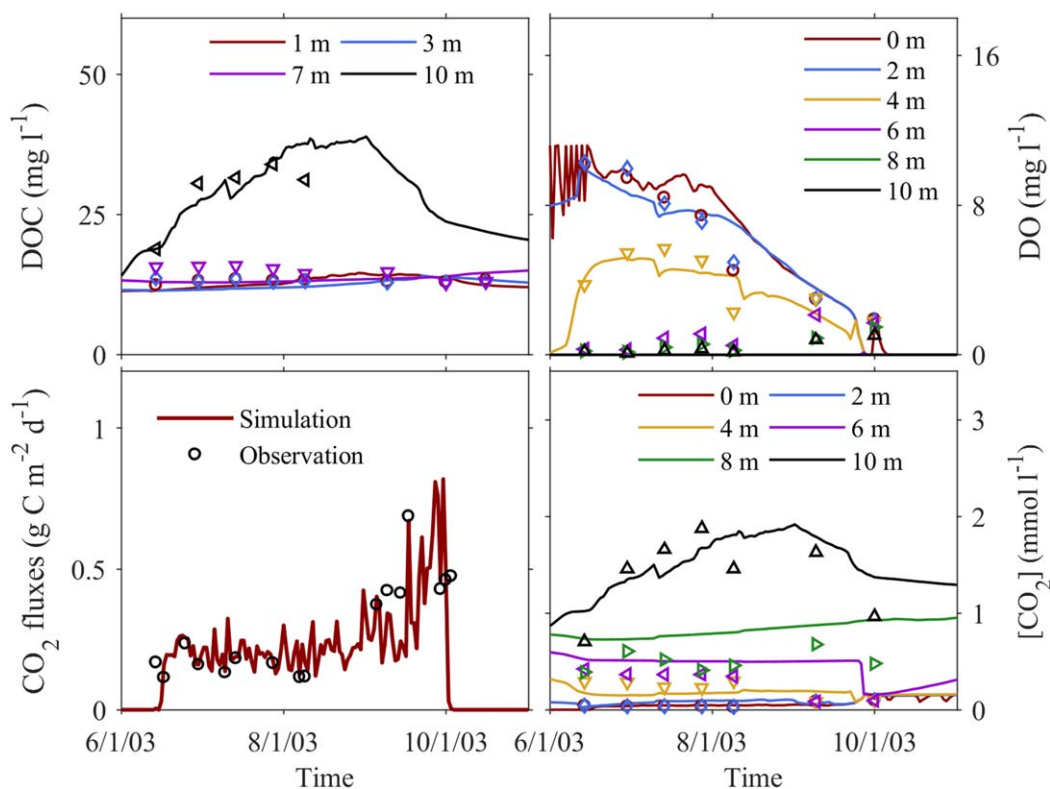 DOC (mg l⁻¹)
50
25
0
1 m 3 m
7 m 10 m
0 m
2 m
4 m
6 m
8 m
10 m
16
8
0
DO (mg l⁻¹)
CO₂ fluxes (g C m⁻² d⁻¹)
1
0.5
0
Simulation
Observation
6/1/03 8/1/03 10/1/03
Time
0 m 2 m
4 m 6 m
8 m 10 m
3
2
1
0
[CO₂] (mmol l⁻¹)
6/1/03 8/1/03 10/1/03
Time